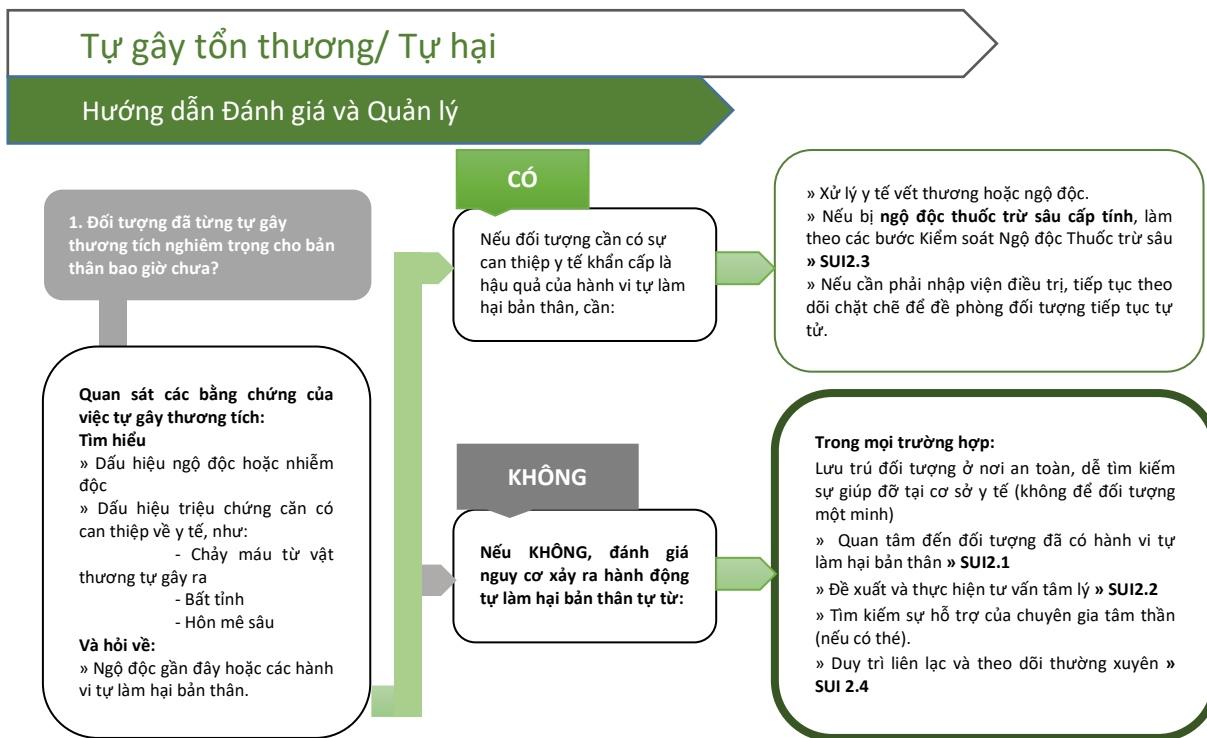 Tự gây tổn thương/ Tự hại
Hướng dẫn Đánh giá và Quản lý
1. Đối tượng đã từng tự gây
thương tích nghiêm trọng cho bản
thân bao giờ chưa?
Quan sát các bằng chứng của
việc tự gây thương tích:
Tìm hiểu
» Dấu hiệu ngộ độc hoặc nhiễm
độc
» Dấu hiệu triệu chứng căn có
can thiệp về y tế, như:
- Chảy máu từ vật
thương tự gây ra
- Bất tỉnh
- Hôn mê sâu
Và hỏi về:
» Ngộ độc gần đây hoặc các hành
vi tự làm hại bản thân.
CÓ
Nếu đối tượng cần có sự
can thiệp y tế khẩn cấp là
hậu quả của hành vi tự làm
hại bản thân, cần:
» Xử lý y tế vết thương hoặc ngộ độc.
» Nếu bị ngộ độc thuốc trừ sâu cấp tính, làm
theo các bước Kiểm soát Ngộ độc Thuốc trừ sâu
» SUI2.3
» Nếu cần phải nhập viện điều trị, tiếp tục theo
dõi chặt chẽ để đề phòng đối tượng tiếp tục tự
tử.
KHÔNG
Nếu KHÔNG, đánh giá
nguy cơ xảy ra hành động
tự làm hại bản thân tự từ:
Trong mọi trường hợp:
Lưu trú đối tượng ở nơi an toàn, dễ tìm kiếm
sự giúp đỡ tại cơ sở y tế (không để đối tượng
một minh)
» Quan tâm đến đối tượng đã có hành vi tự
làm hại bản thân » SUI2.1
» Đề xuất và thực hiện tư vấn tâm lý » SUI2.2
» Tìm kiếm sự hỗ trợ của chuyên gia tâm thần
(nếu có thé).
» Duy trì liên lạc và theo dõi thường xuyên »
SUI 2.4